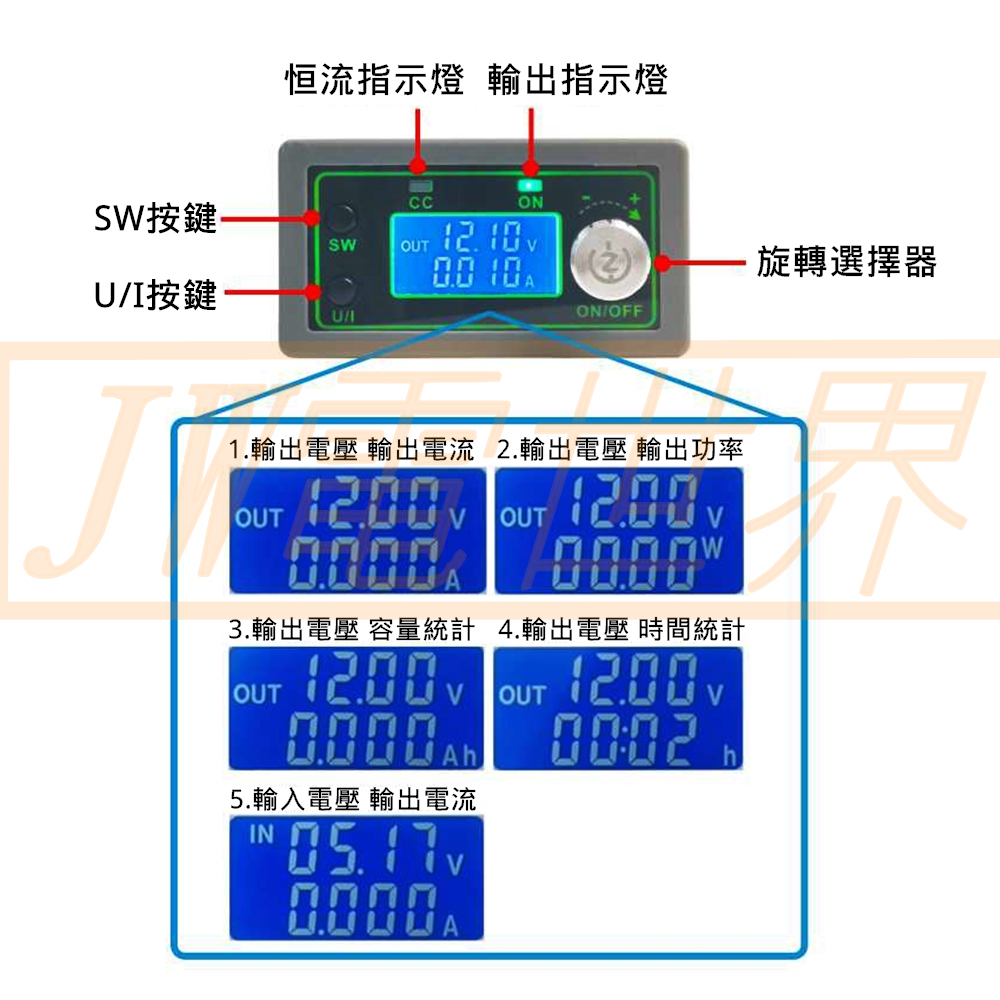 恒流指示燈 輸出指示燈
CC ON
- +
SW按鍵
SW
OUT 12.10 V
0.010 A
旋轉選擇器
U/I按鍵
U/I
ON/OFF
JW電世界
1.輸出電壓 輸出電流
OUT 12.00 V
0.000 A
2.輸出電壓 輸出功率
OUT 12.00 V
00.00 W
3.輸出電壓 容量統計
OUT 12.00 V
0.000 Ah
4.輸出電壓 時間統計
OUT 12.00 V
00:02 h
5.輸入電壓 輸出電流
IN 05.17 V
0.000 A